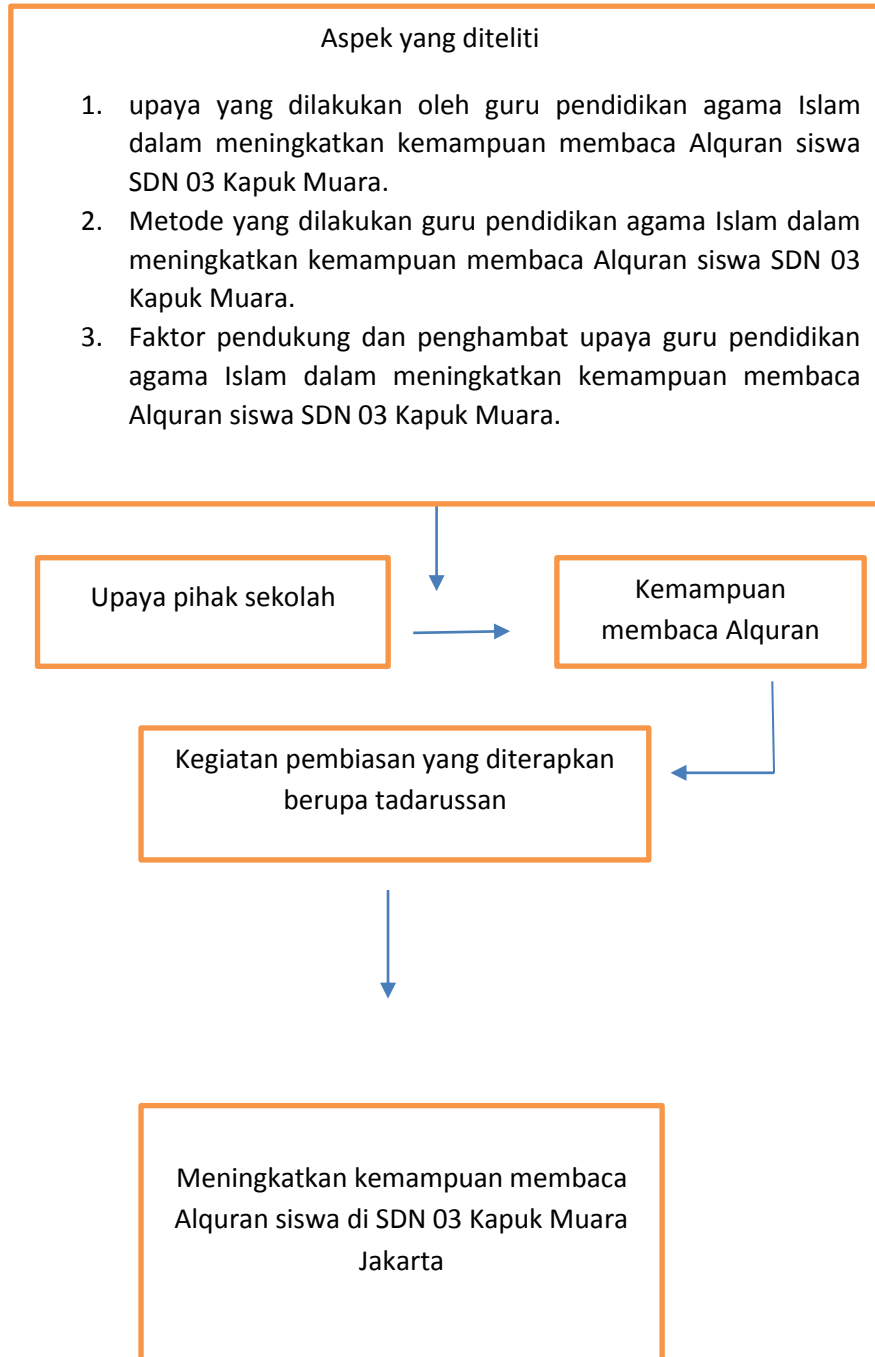 Aspek yang diteliti
1. upaya yang dilakukan oleh guru pendidikan agama Islam
dalam meningkatkan kemampuan membaca Alquran siswa
SDN 03 Kapuk Muara.
2. Metode yang dilakukan guru pendidikan agama Islam dalam
meningkatkan kemampuan membaca Alquran siswa SDN 03
Kapuk Muara.
3. Faktor pendukung dan penghambat upaya guru pendidikan
agama Islam dalam meningkatkan kemampuan membaca
Alquran siswa SDN 03 Kapuk Muara.
Upaya pihak sekolah
Kemampuan
membaca Alquran
Kegiatan pembiasan yang diterapkan
berupa tadarussan
Meningkatkan kemampuan membaca
Alquran siswa di SDN 03 Kapuk Muara
Jakarta